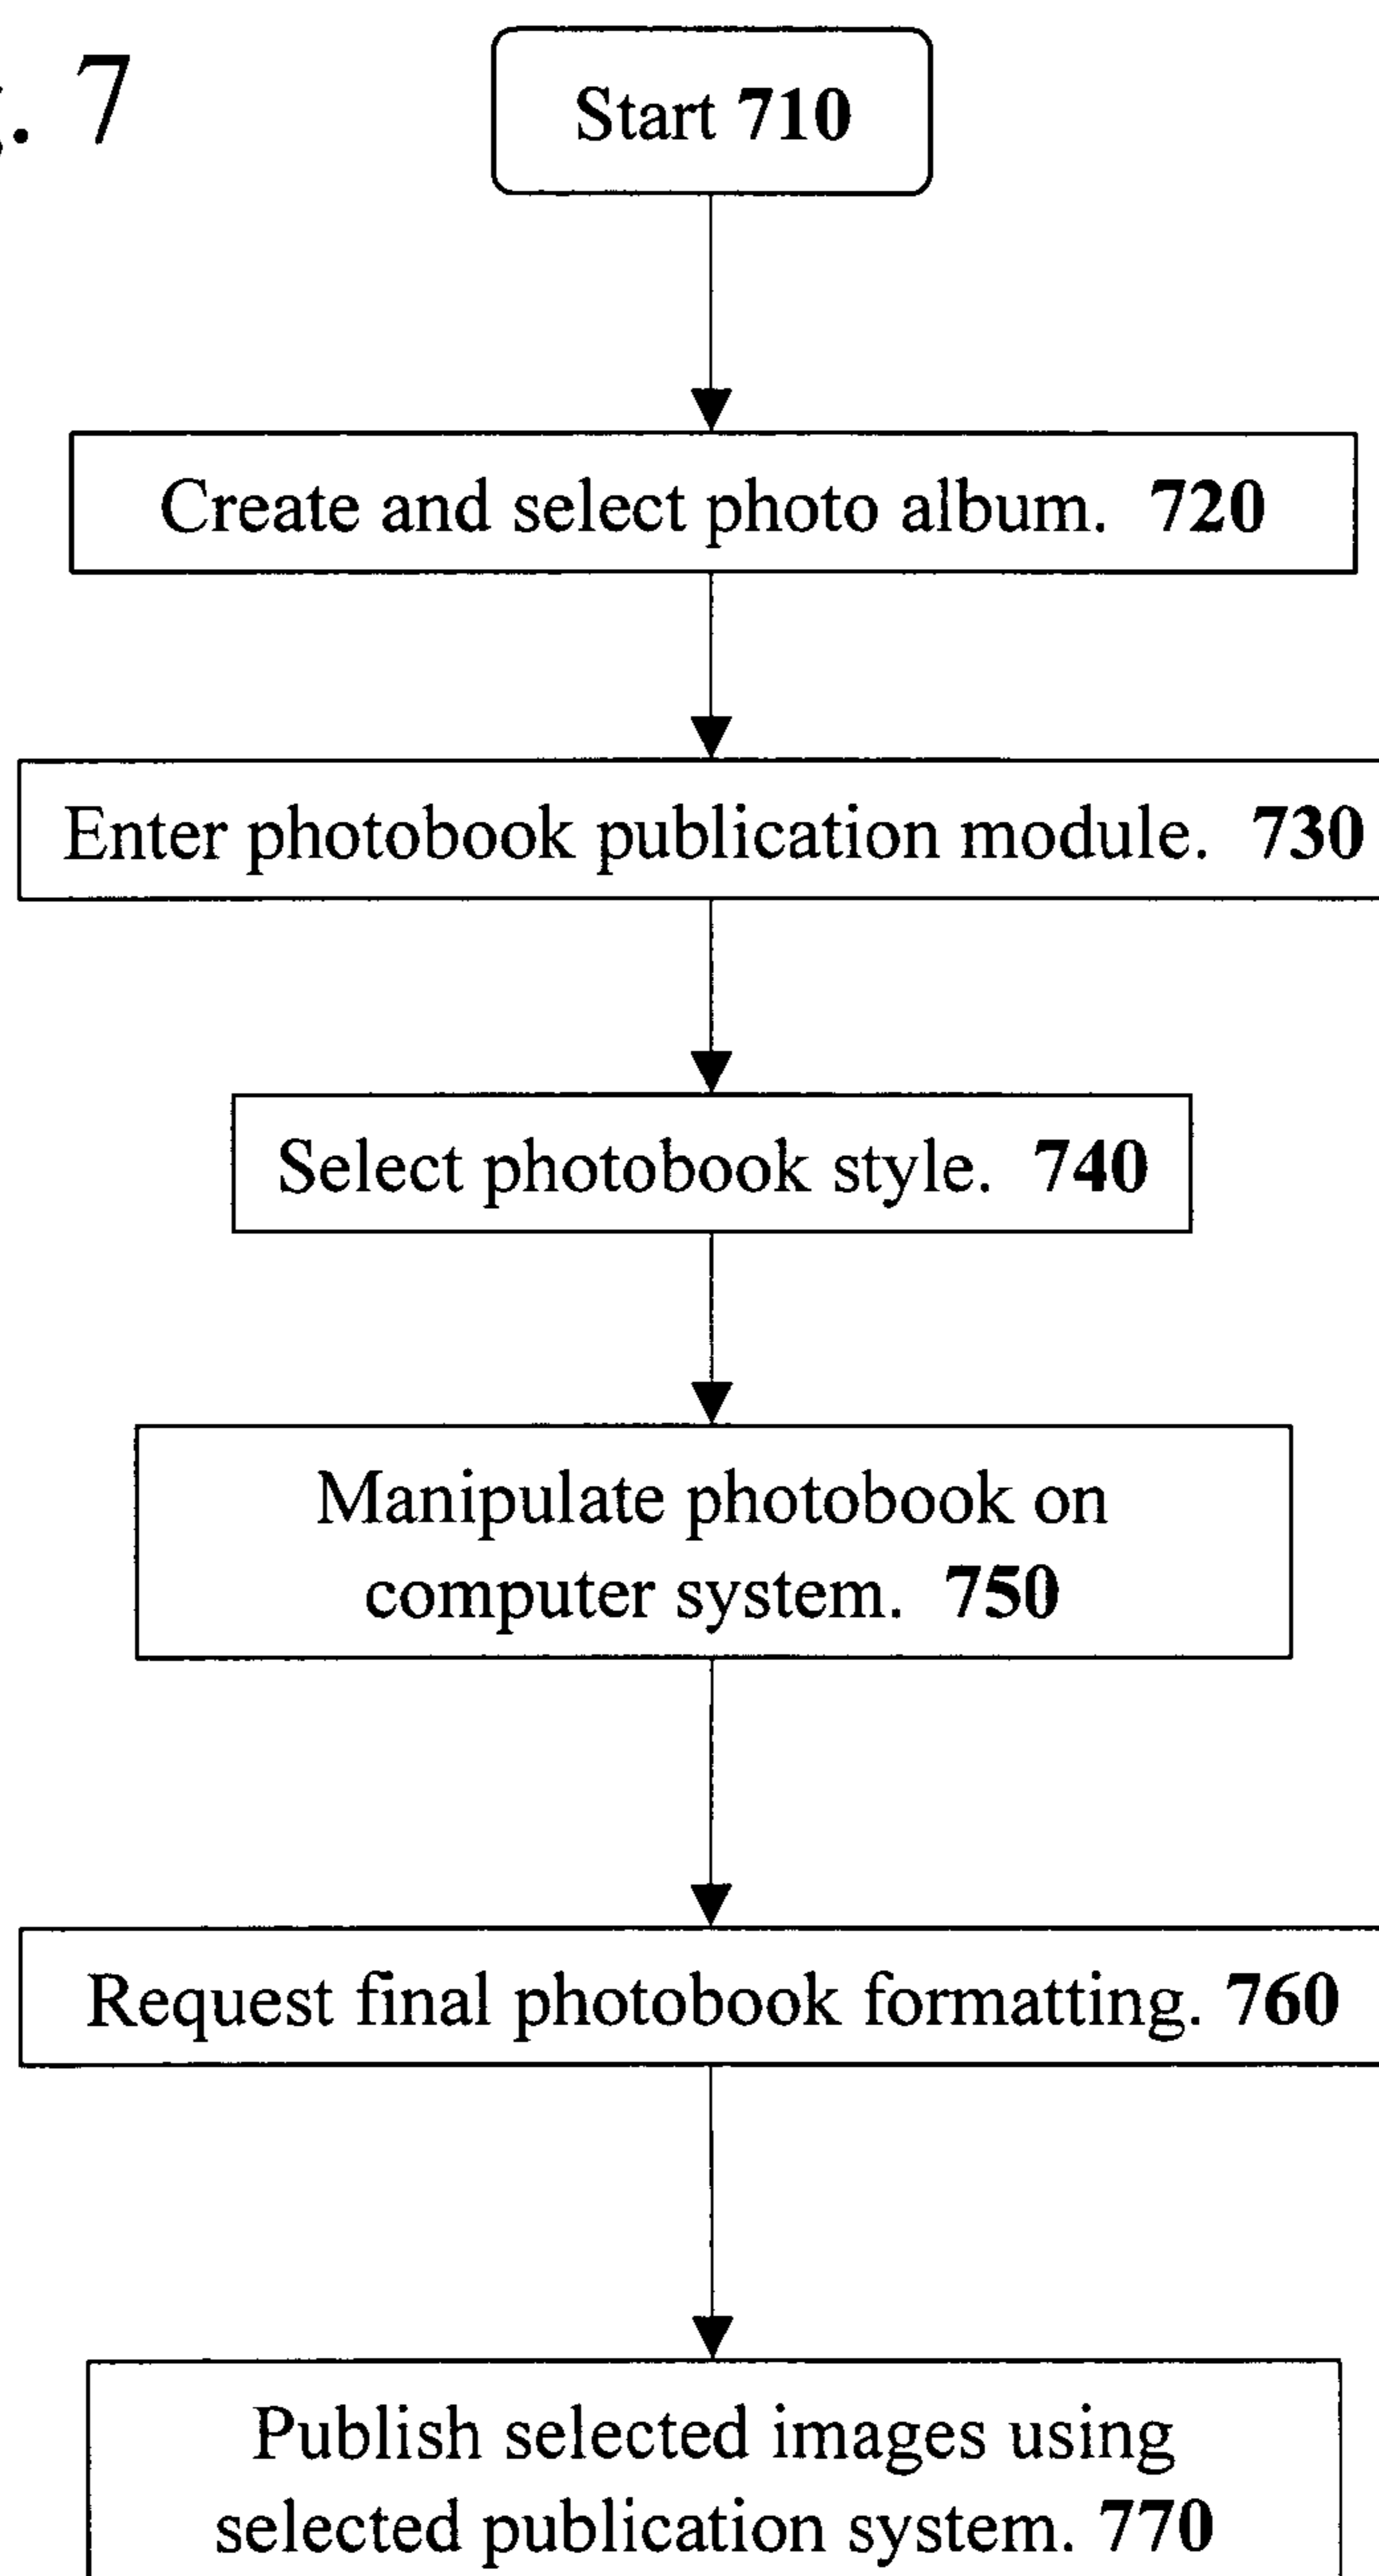 . 7
Start 710
Create and select photo album. 720
Enter photobook publication module. 730
Select photobook style. 740
Manipulate photobook on
computer system. 750
Request final photobook formatting. 760
Publish selected images using
selected publication system. 770